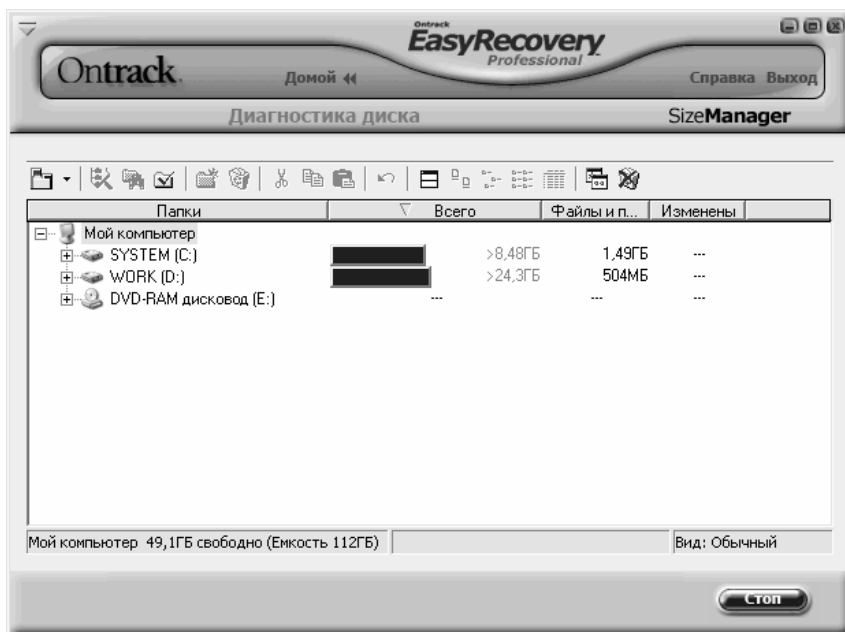 Ontrack
EasyRecovery
Professional
Ontrack.
Домой
Справка Выход
Диагностика диска
SizeManager
Папки Всего Файлы и п... Изменены
Мой компьютер
SYSTEM (C:) >8,48ГБ 1,49ГБ ---
WORK (D:) >24,3ГБ 504МБ ---
DVD-RAM дисковод (E:) --- --- ---
Мой компьютер 49,1ГБ свободно (Емкость 112ГБ) Вид: Обычный
Стоп